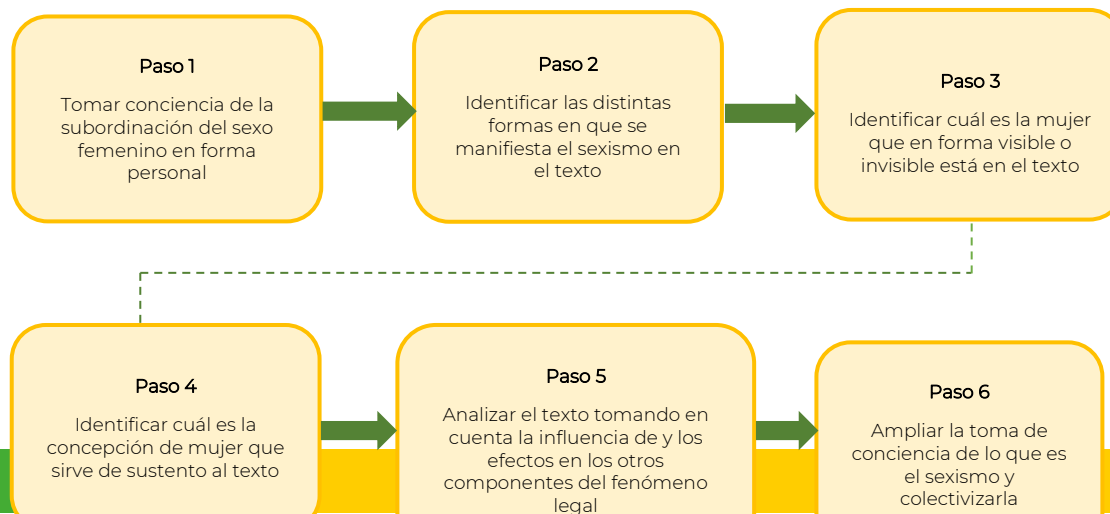 Paso 1
Tomar conciencia de la
subordinación del sexo
femenino en forma
personal
Paso 2
Identificar las distintas
formas en que se
manifiesta el sexismo en
el texto
Paso 3
Identificar cuál es la mujer
que en forma visible o
invisible está en el texto
Paso 4
Identificar cuál es la
concepción de mujer que
sirve de sustento al texto
Paso 5
Analizar el texto tomando en
cuenta la influencia de y los
efectos en los otros
componentes del fenómeno
legal
Paso 6
Ampliar la toma de
conciencia de lo que es
el sexismo y
colectivizarla